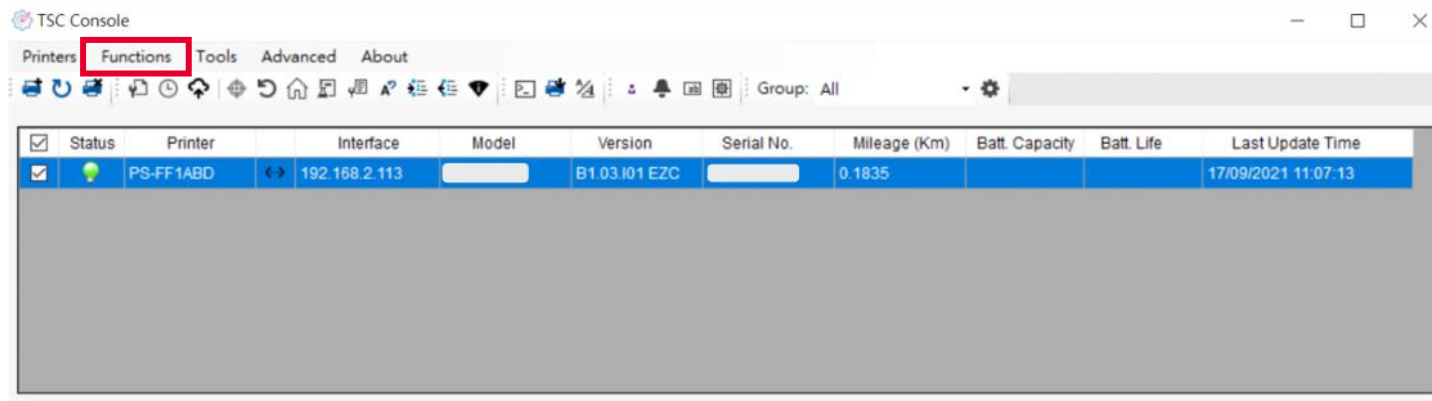 TSC Console
Printers Functions Tools Advanced About
Group: All
Status Printer Interface Model Version Serial No. Mileage (Km) Batt. Capacity Batt. Life Last Update Time
PS-FF1ABD 192.168.2.113 B1.03.I01 EZC 0.1835 17/09/2021 11:07:13